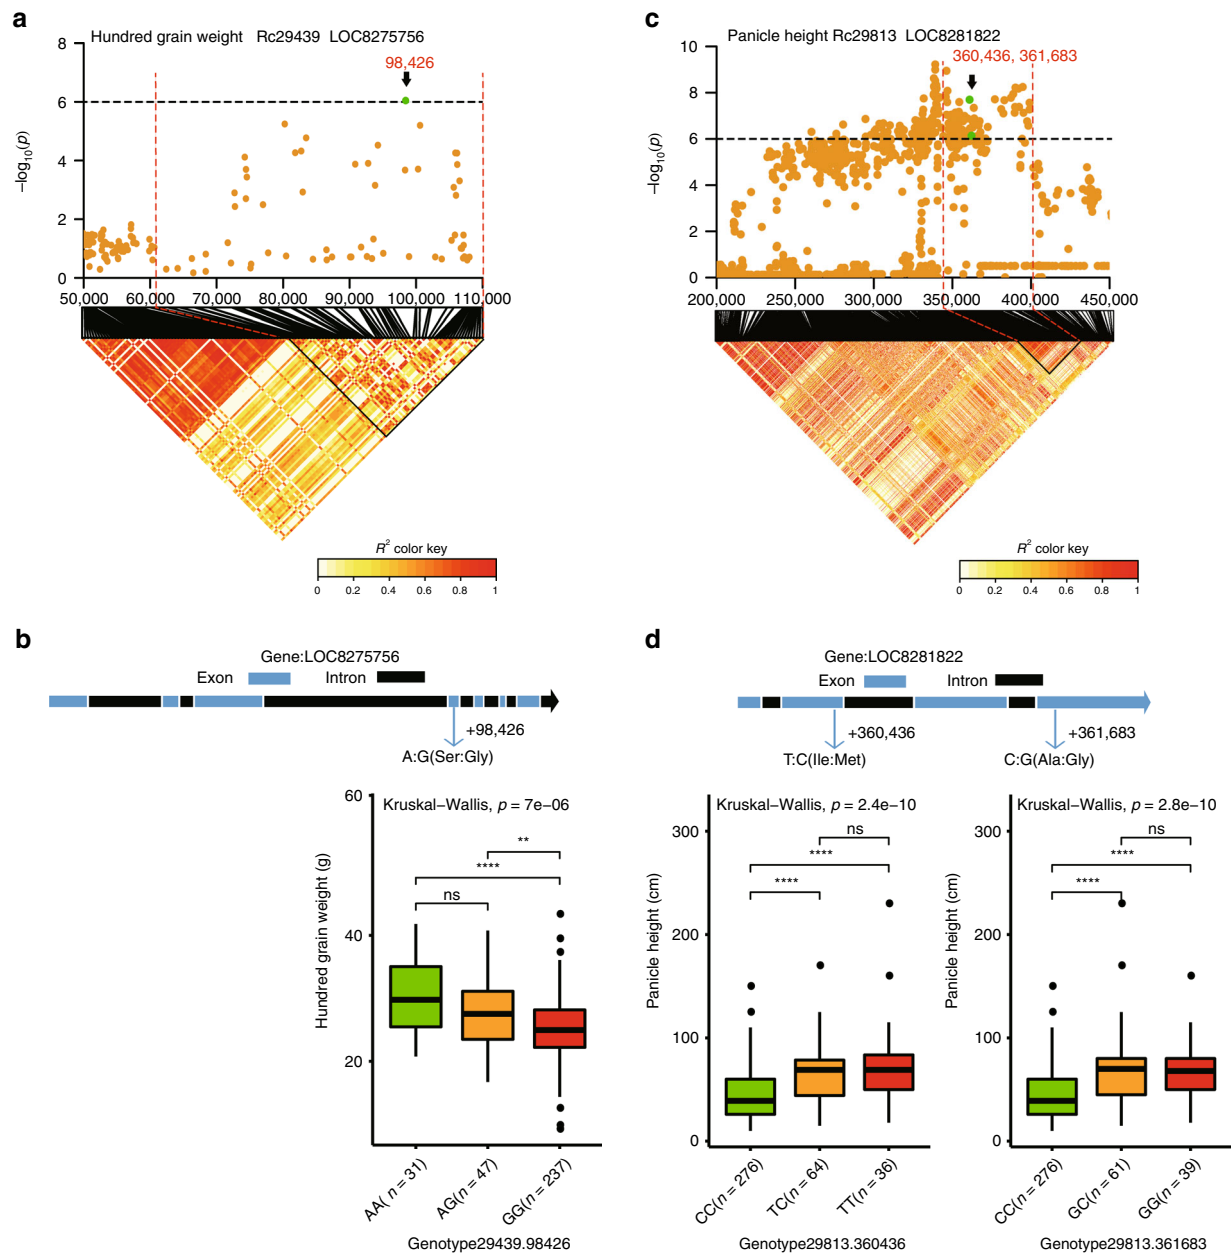 a
Hundred grain weight Rc29439 LOC8275756
98,426
8
6
4
2
0
−log10(p)
50,000 60,000 70,000 80,000 90,000 100,000 110,000
R2 color key
0 0.2 0.4 0.6 0.8 1
c
Panicle height Rc29813 LOC8281822
360,436, 361,683
10
8
6
4
2
0
−log10(p)
200,000 250,000 300,000 350,000 400,000 450,000
R2 color key
0 0.2 0.4 0.6 0.8 1
b
Gene:LOC8275756
Exon Intron
+98,426
A:G(Ser:Gly)
Kruskal−Wallis, p = 7e−06
**
****
ns
60
40
20
Hundred grain weight (g)
AA( n = 31) AG(n = 47) GG(n = 237)
Genotype29439.98426
d
Gene:LOC8281822
Exon Intron
+360,436 +361,683
T:C(Ile:Met) C:G(Ala:Gly)
Kruskal−Wallis, p = 2.4e−10
ns
****
****
300
200
100
0
Panicle height (cm)
CC(n = 276) TC(n = 64) TT(n = 36)
Genotype29813.360436
Kruskal−Wallis, p = 2.8e−10
ns
****
****
300
200
100
0
Panicle height (cm)
CC(n = 276) GC(n = 61) GG(n = 39)
Genotype29813.361683